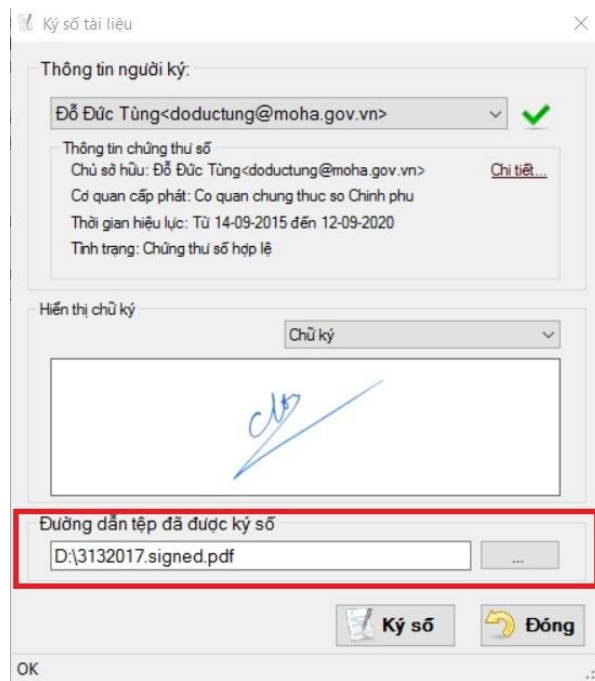 Ký số tài liệu
Thông tin người ký:
Đỗ Đức Tùng<doductung@moha.gov.vn>
Thông tin chứng thư số
Chủ sở hữu: Đỗ Đức Tùng<doductung@moha.gov.vn> Chi tiết...
Cơ quan cấp phát: Co quan chung thuc so Chinh phu
Thời gian hiệu lực: Từ 14-09-2015 đến 12-09-2020
Tình trạng: Chứng thư số hợp lệ
Hiển thị chữ ký
Chữ ký
Đường dẫn tệp đã được ký số
D:\3132017.signed.pdf ...
Ký số Đóng
OK